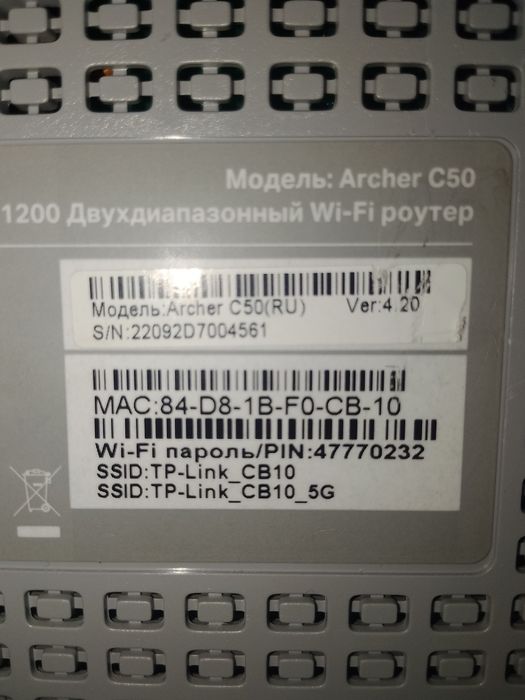 Модель: Archer C50
1200 Двухдиапазонный Wi-Fi роутер
Модель:Archer C50(RU) Ver:4.20
S/N:22092D7004561
MAC:84-D8-1B-F0-CB-10
Wi-Fi пароль/PIN:47770232
SSID:TP-Link_CB10
SSID:TP-Link_CB10_5G